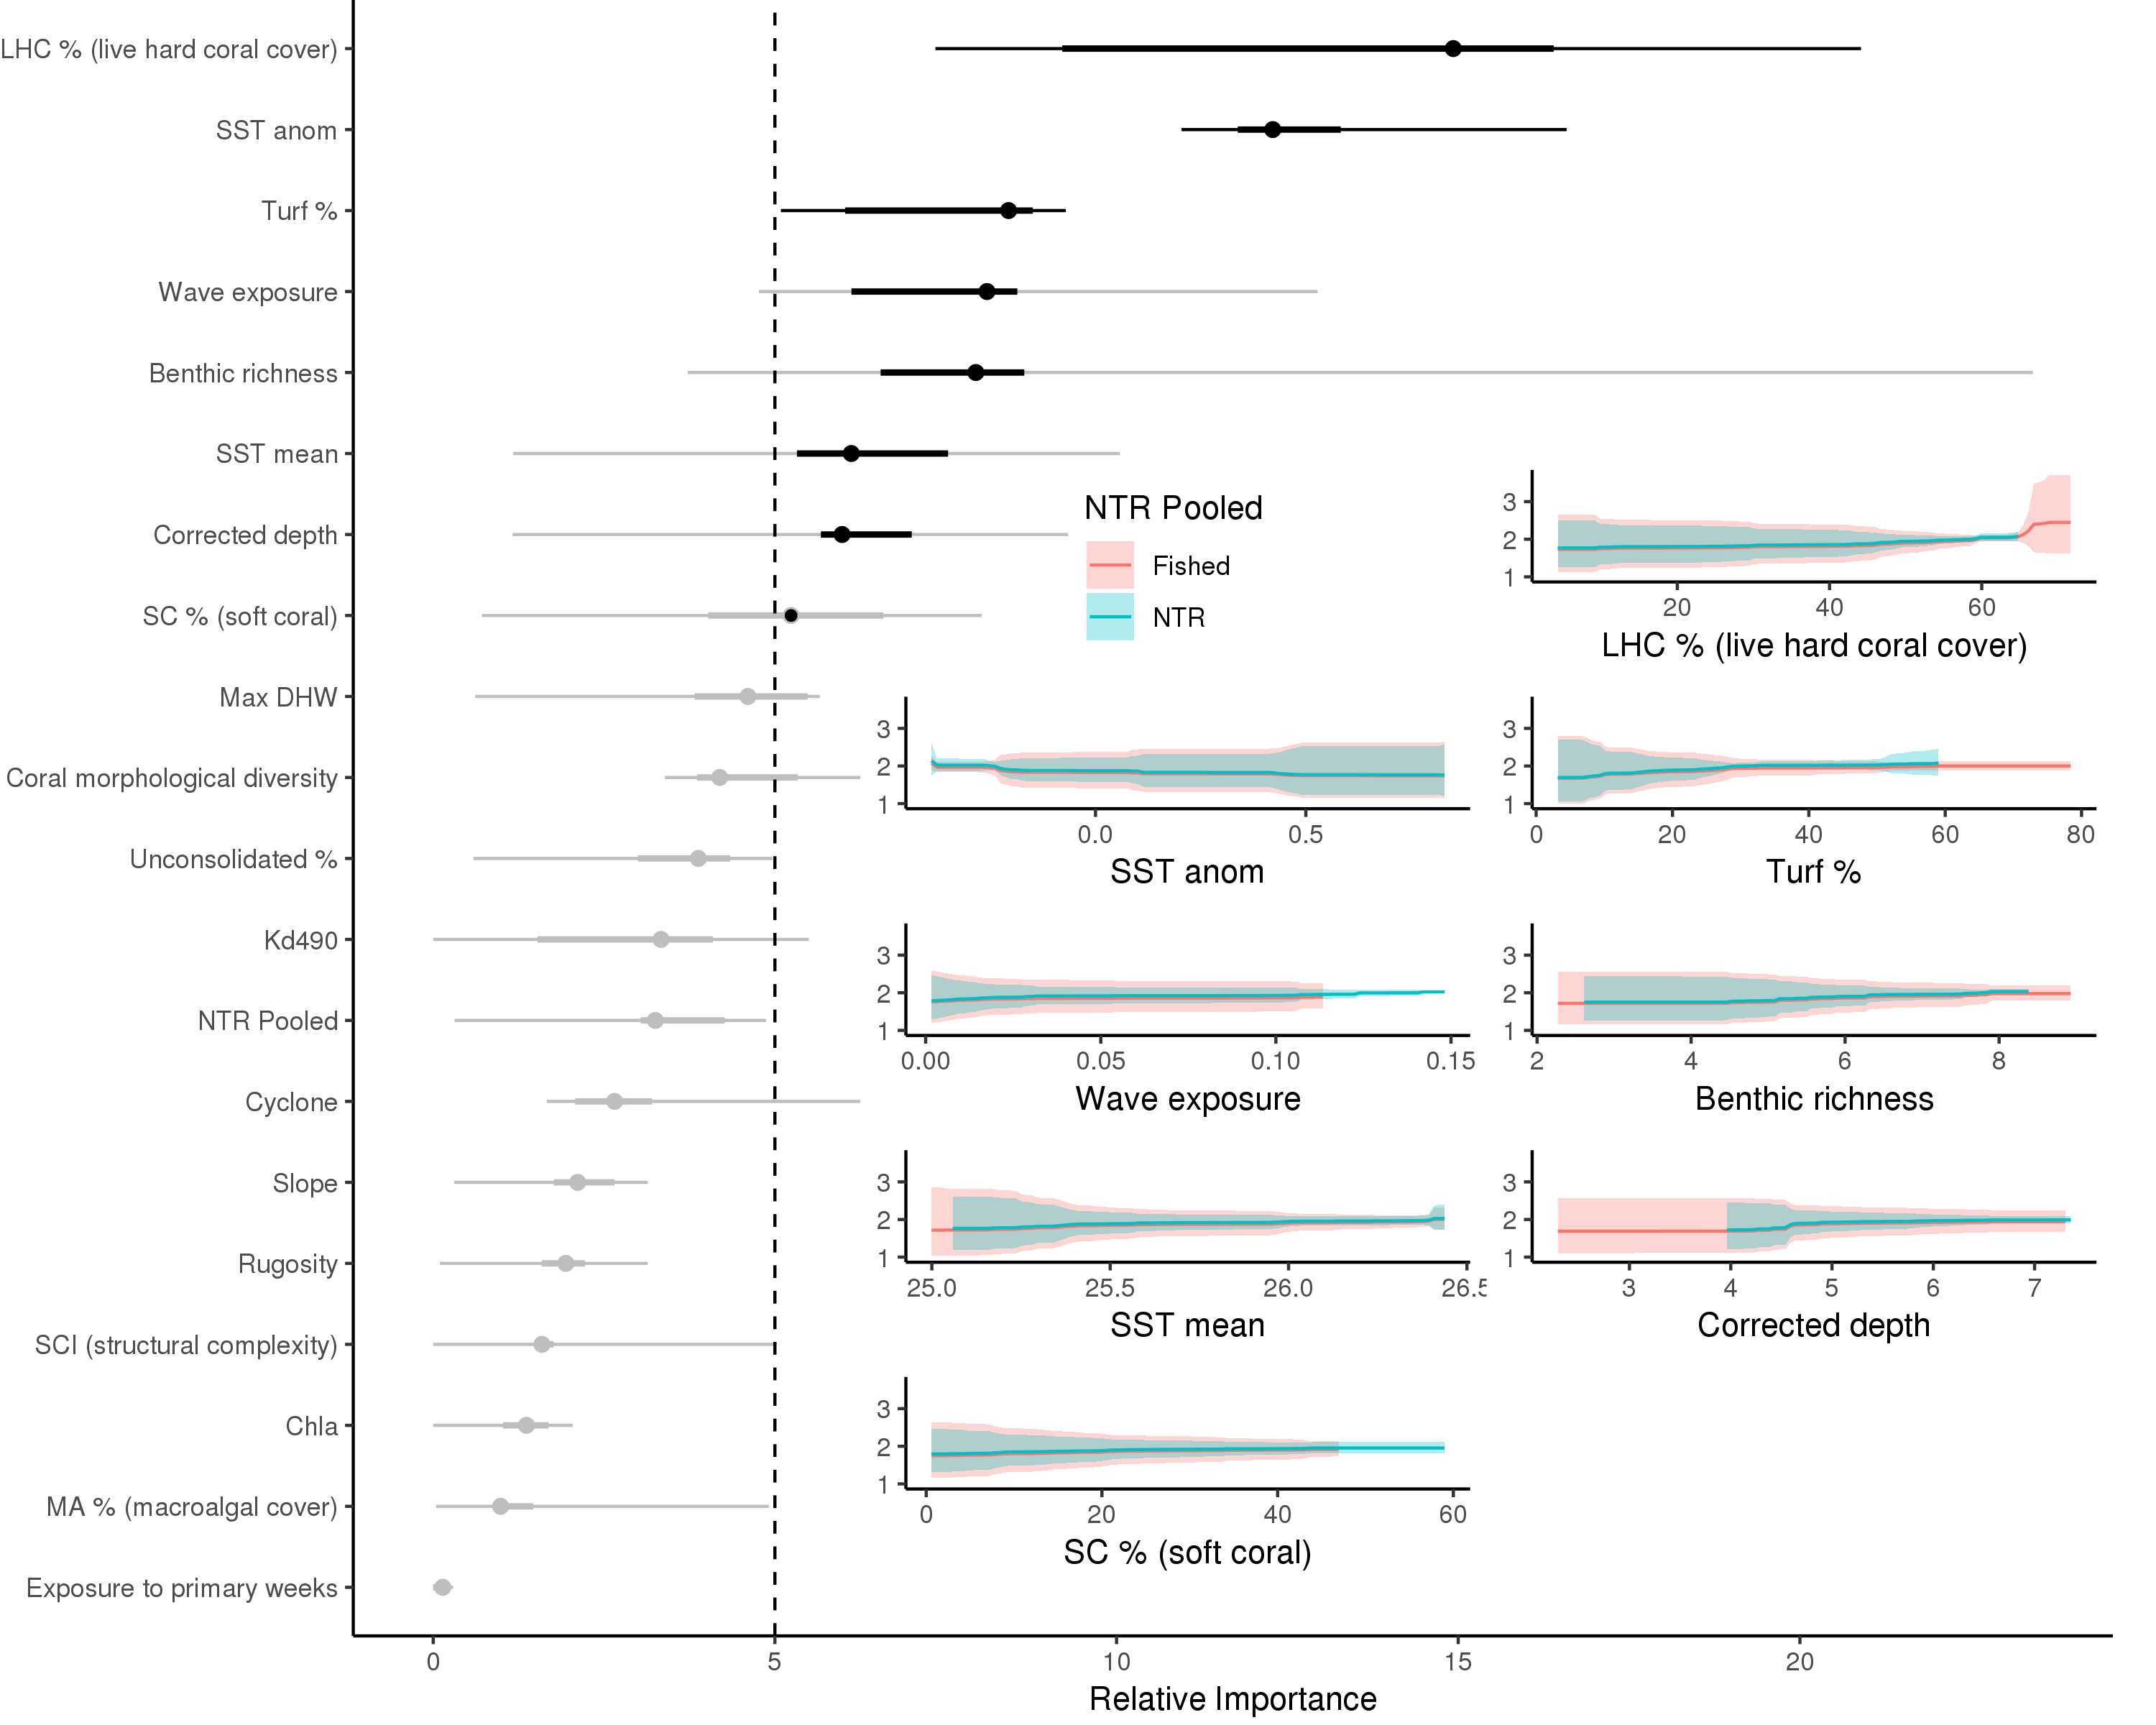 LHC % (live hard coral cover)
SST anom
Turf %
Wave exposure
Benthic richness
SST mean
Corrected depth
SC % (soft coral)
Max DHW
Coral morphological diversity
Unconsolidated %
Kd490
NTR Pooled
Cyclone
Slope
Rugosity
SCI (structural complexity)
Chla
MA % (macroalgal cover)
Exposure to primary weeks
0 5 10 15 20
Relative Importance
NTR Pooled
Fished
NTR
3
2
1
20 40 60
LHC % (live hard coral cover)
3
2
1
0.0 0.5
SST anom
3
2
1
0 20 40 60 80
Turf %
3
2
1
0.00 0.05 0.10 0.15
Wave exposure
3
2
1
2 4 6 8
Benthic richness
3
2
1
25.0 25.5 26.0 26.5
SST mean
3
2
1
3 4 5 6 7
Corrected depth
3
2
1
0 20 40 60
SC % (soft coral)